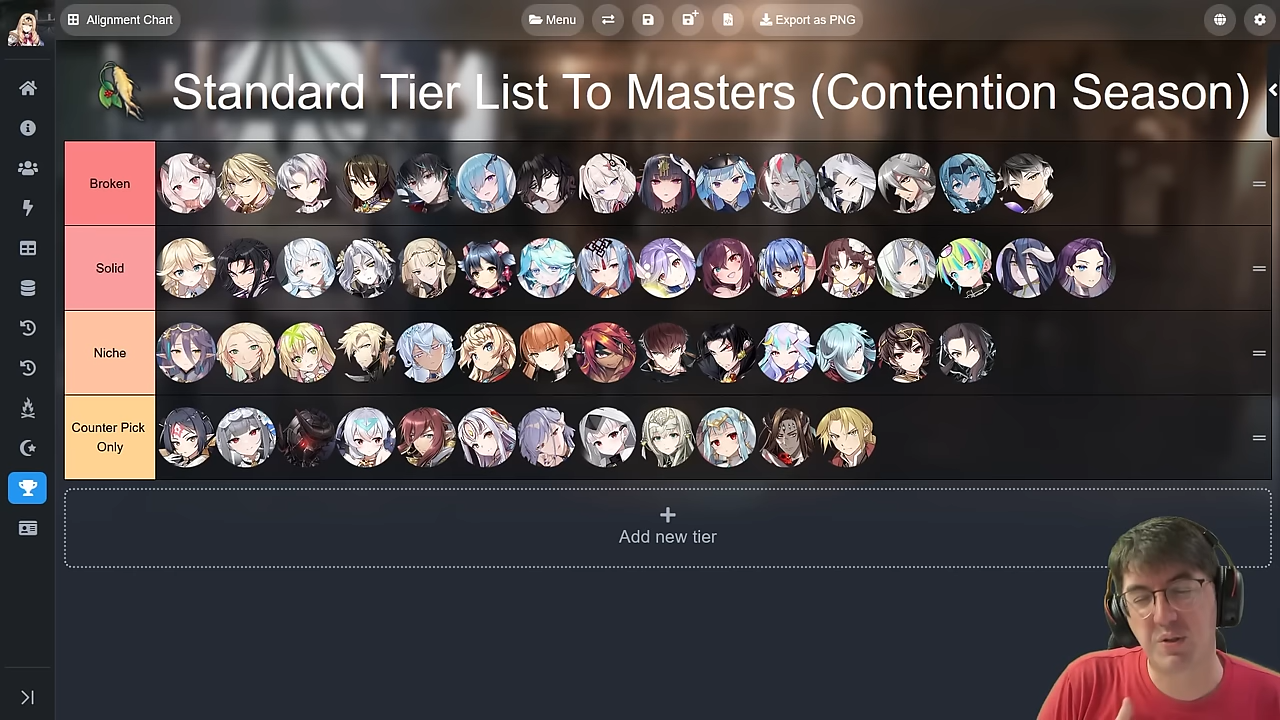 Alignment Chart
Menu
Export as PNG
Standard Tier List To Masters (Contention Season)
Broken
Solid
Niche
Counter Pick
Only
Add new tier